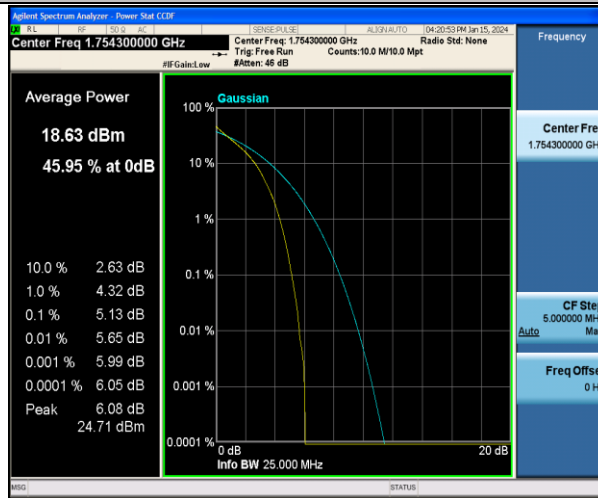 Agilent Spectrum Analyzer - Power Stat CCDF
RL RF 50 Ω AC SENSE:PULSE ALIGN AUTO 04:20:53 PM Jan 15, 2024
Center Freq 1.754300000 GHz
Center Freq: 1.754300000 GHz Radio Std: None
Trig: Free Run Counts:10.0 M/10.0 Mpt
#IFGain:Low #Atten: 46 dB
Frequency
Average Power
18.63 dBm
45.95 % at 0dB
10.0 % 2.63 dB
1.0 % 4.32 dB
0.1 % 5.13 dB
0.01 % 5.65 dB
0.001 % 5.99 dB
0.0001 % 6.05 dB
Peak 6.08 dB
24.71 dBm
Gaussian
100 %
10 %
1 %
0.1 %
0.01 %
0.001 %
0.0001 %
0 dB 20 dB
Info BW 25.000 MHz
Center Fre
1.754300000 GH
CF Ste
5.000000 MH
Auto Ma
Freq Offse
0 H
MSG STATUS